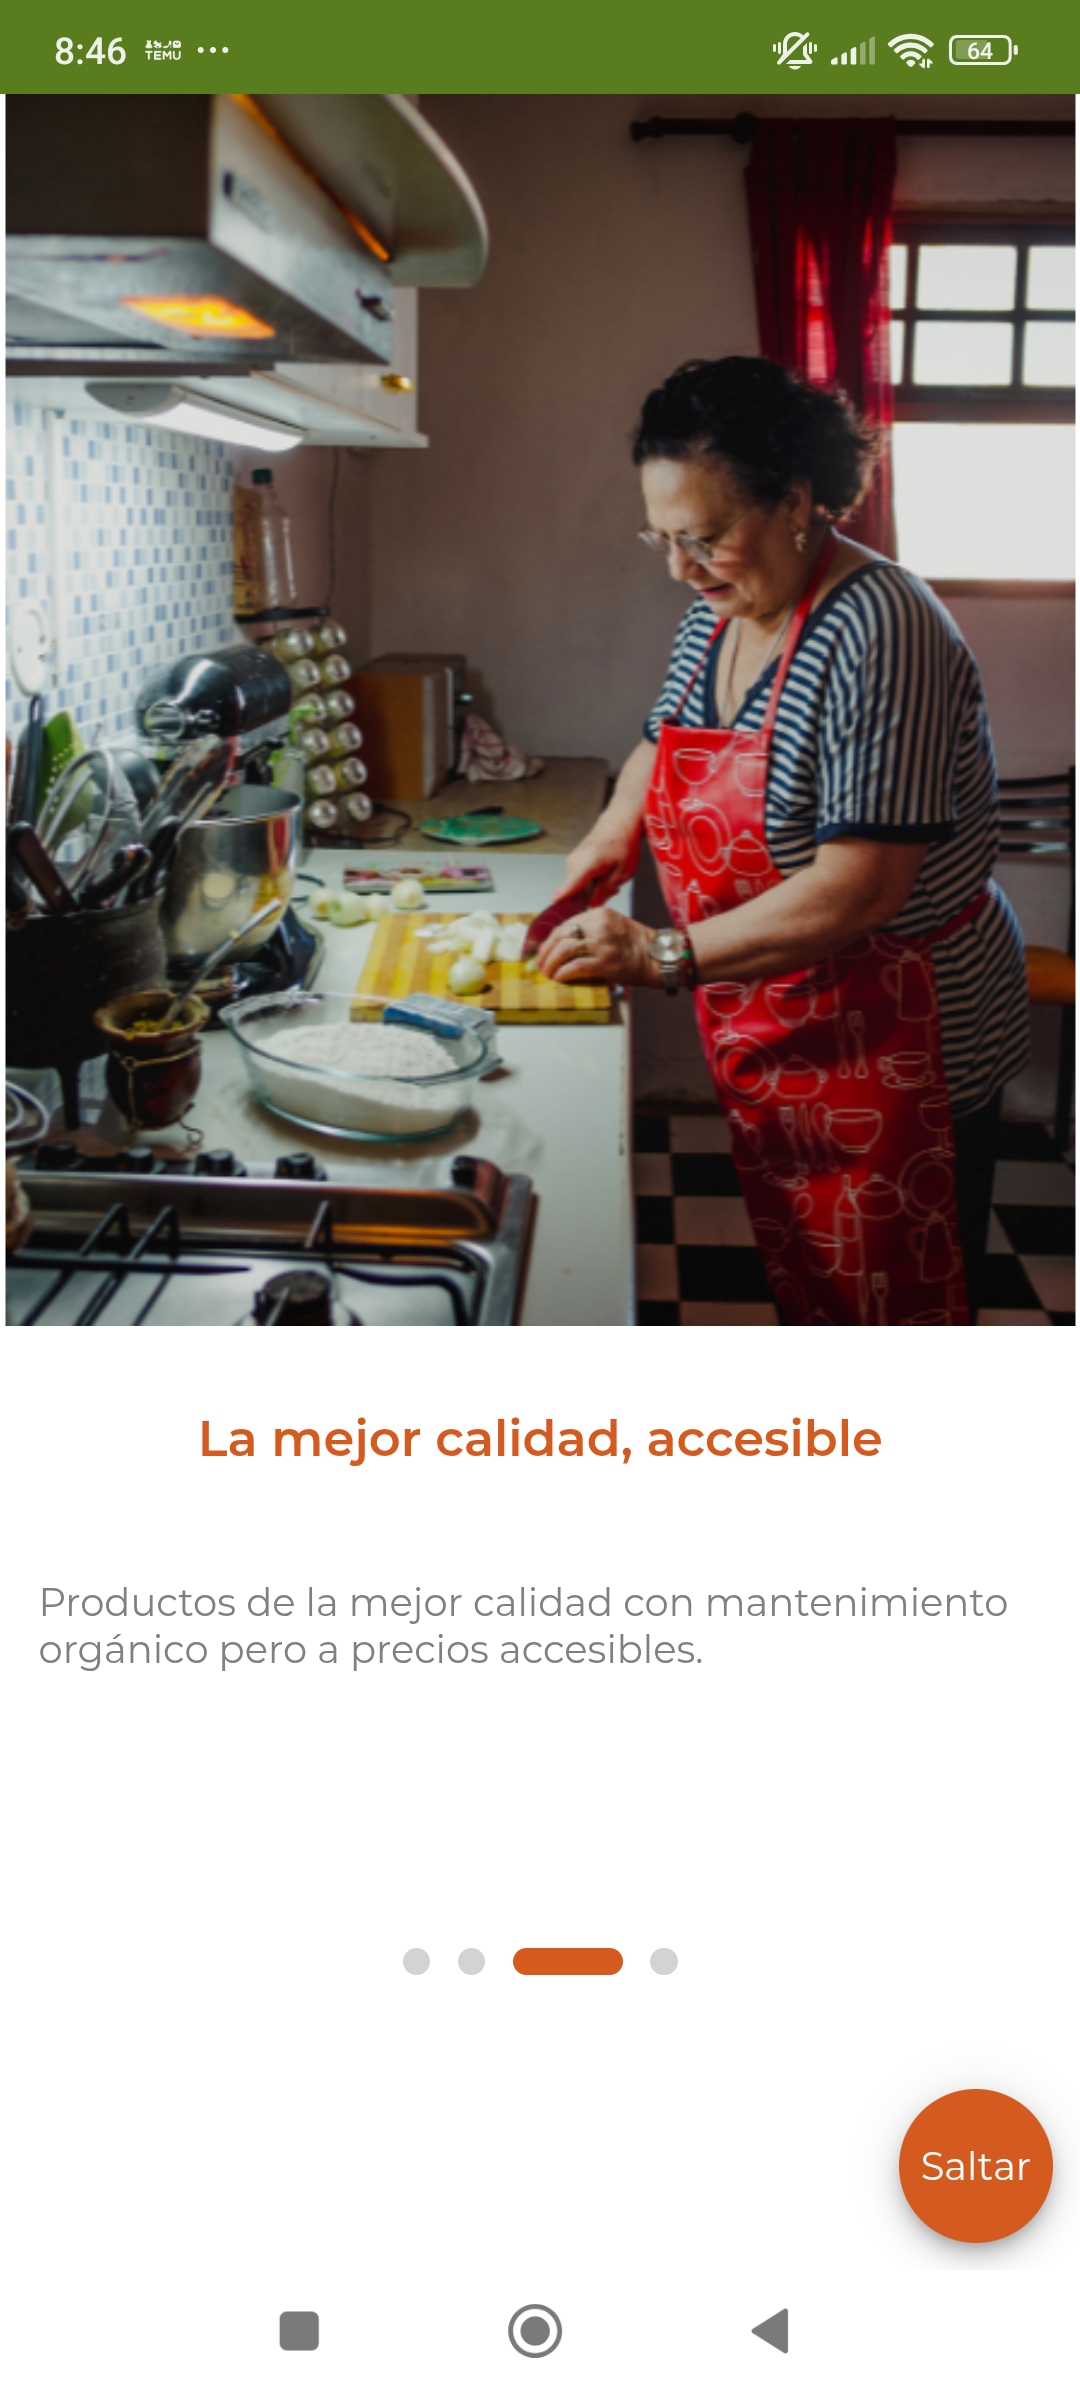 8:46 TEMU ... 64
La mejor calidad, accesible
Productos de la mejor calidad con mantenimiento
orgánico pero a precios accesibles.
Saltar